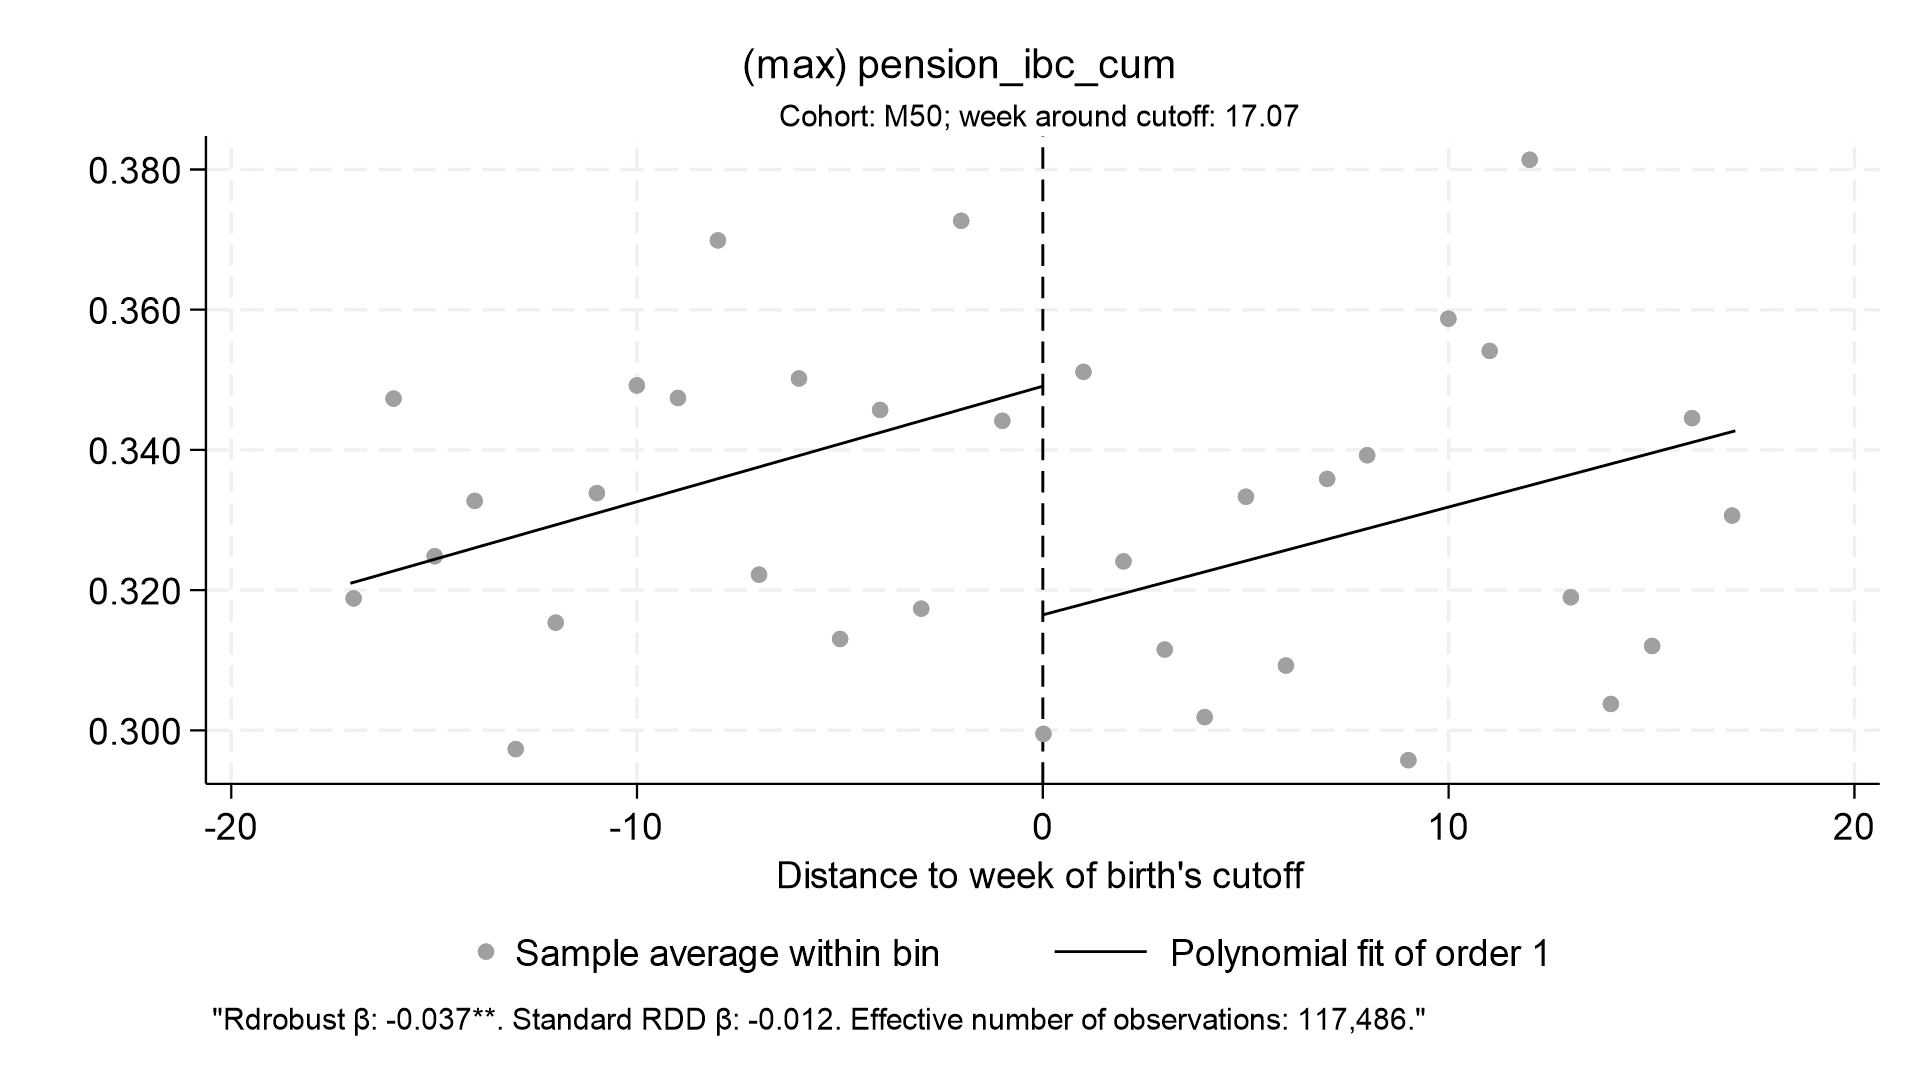 (max) pension_ibc_cum
Cohort: M50; week around cutoff: 17.07
0.380
0.360
0.340
0.320
0.300
-20 -10 0 10 20
Distance to week of birth's cutoff
Sample average within bin Polynomial fit of order 1
"Rdrobust β: -0.037**. Standard RDD β: -0.012. Effective number of observations: 117,486."